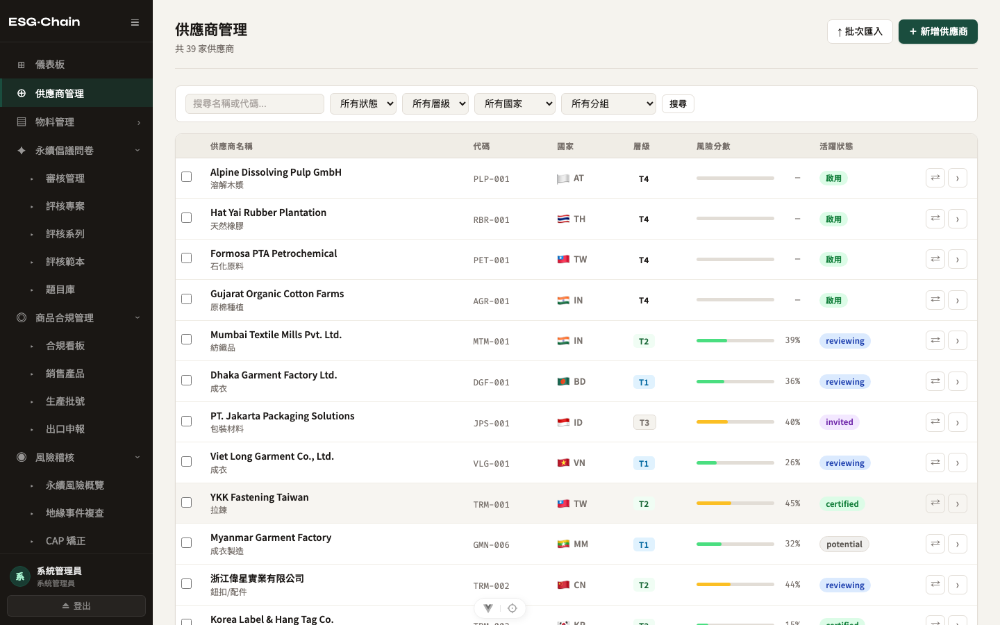 ESG·Chain
儀表板
供應商管理
物料管理
永續倡議問卷
審核管理
評核專案
評核系列
評核範本
題目庫
商品合規管理
合規看板
銷售產品
生產批號
出口申報
風險稽核
永續風險概覽
地緣事件複查
CAP 矯正
系
系統管理員
系統管理員
登出
供應商管理
共 39 家供應商
↑ 批次匯入
+ 新增供應商
搜尋名稱或代碼...
所有狀態
所有層級
所有國家
所有分組
搜尋
供應商名稱 代碼 國家 層級 風險分數 活躍狀態
Alpine Dissolving Pulp GmbH
溶解木漿
PLP-001 AT T4 — 啟用
Hat Yai Rubber Plantation
天然橡膠
RBR-001 TH T4 — 啟用
Formosa PTA Petrochemical
石化原料
PET-001 TW T4 — 啟用
Gujarat Organic Cotton Farms
原棉種植
AGR-001 IN T4 — 啟用
Mumbai Textile Mills Pvt. Ltd.
紡織品
MTM-001 IN T2 39% reviewing
Dhaka Garment Factory Ltd.
成衣
DGF-001 BD T1 36% reviewing
PT. Jakarta Packaging Solutions
包裝材料
JPS-001 ID T3 40% invited
Viet Long Garment Co., Ltd.
成衣
VLG-001 VN T1 26% reviewing
YKK Fastening Taiwan
拉鍊
TRM-001 TW T2 45% certified
Myanmar Garment Factory
成衣製造
GMN-006 MM T1 32% potential
浙江偉星實業有限公司
鈕扣/配件
TRM-002 CN T2 44% reviewing
Korea Label & Hang Tag Co.
KR 15% certified